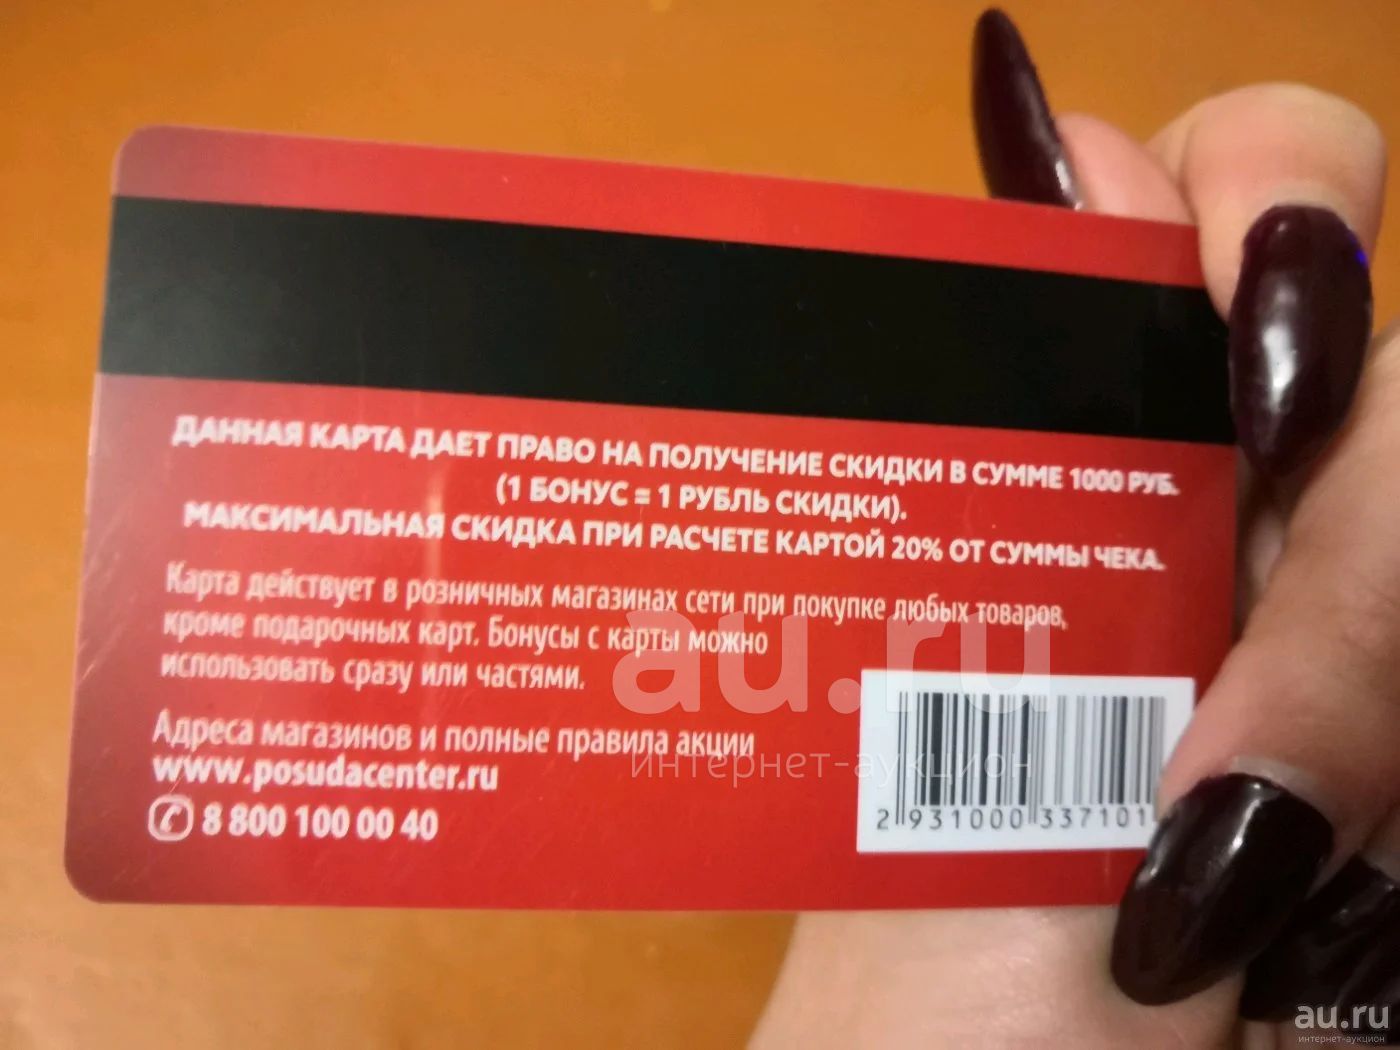 ДАННАЯ КАРТА ДАЕТ ПРАВО НА ПОЛУЧЕНИЕ СКИДКИ В СУММЕ 1000 РУБ.
(1 БОНУС = 1 РУБЛЬ СКИДКИ).
МАКСИМАЛЬНАЯ СКИДКА ПРИ РАСЧЕТЕ КАРТОЙ 20% ОТ СУММЫ ЧЕКА.
Карта действует в розничных магазинах сети при покупке любых товаров,
кроме подарочных карт. Бонусы с карты можно
использовать сразу или частями.
Адреса магазинов и полные правила акции
www.posudacenter.ru
8 800 100 00 40
2 931000 337101
au.ru
интернет-аукцион
au.ru
интернет-аукцион